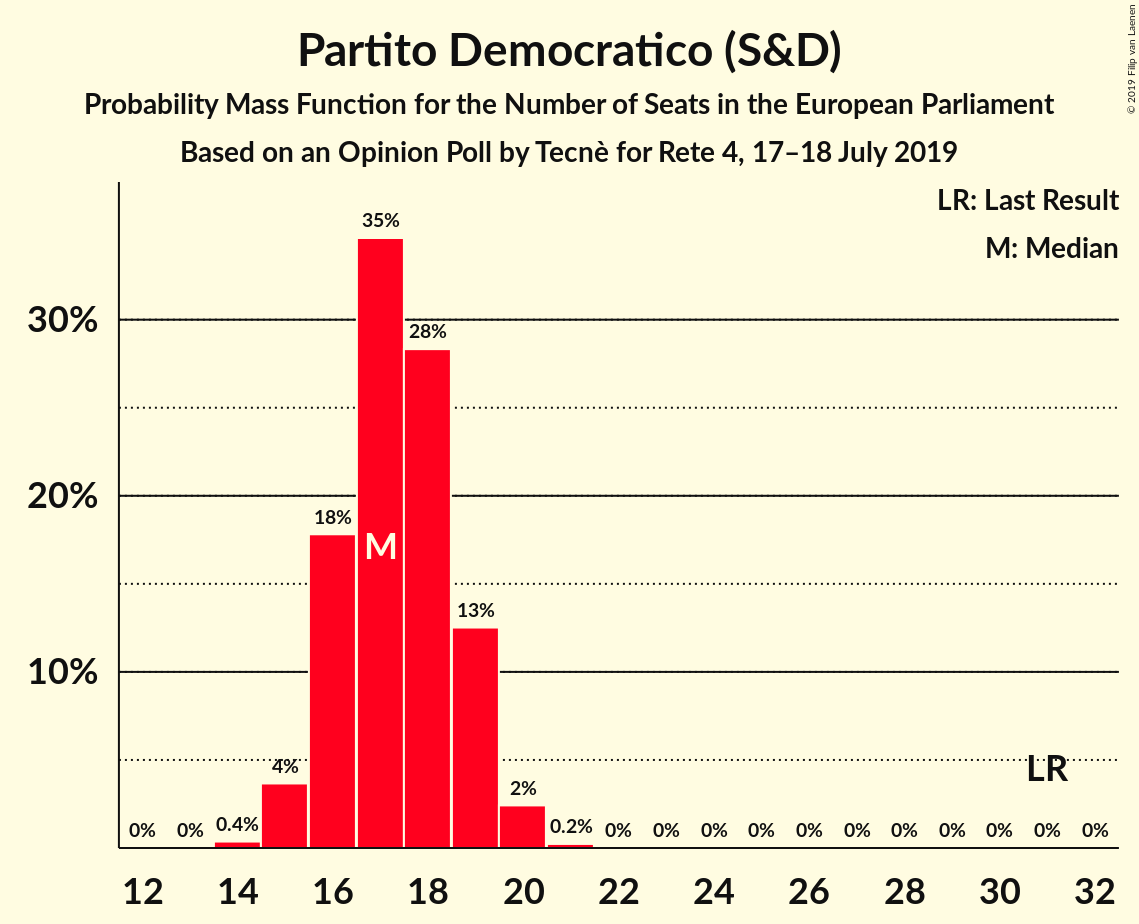 Partito Democratico (S&D)
Probability Mass Function for the Number of Seats in the European Parliament
Based on an Opinion Poll by Tecnè for Rete 4, 17–18 July 2019
© 2019 Filip van Laenen
LR: Last Result
M: Median
35%
30%
28%
20%
18%
M
13%
10%
4%
LR
2%
0% 0% 0.4% 0.2% 0% 0% 0% 0% 0% 0% 0% 0% 0% 0% 0%
12 14 16 18 20 22 24 26 28 30 32